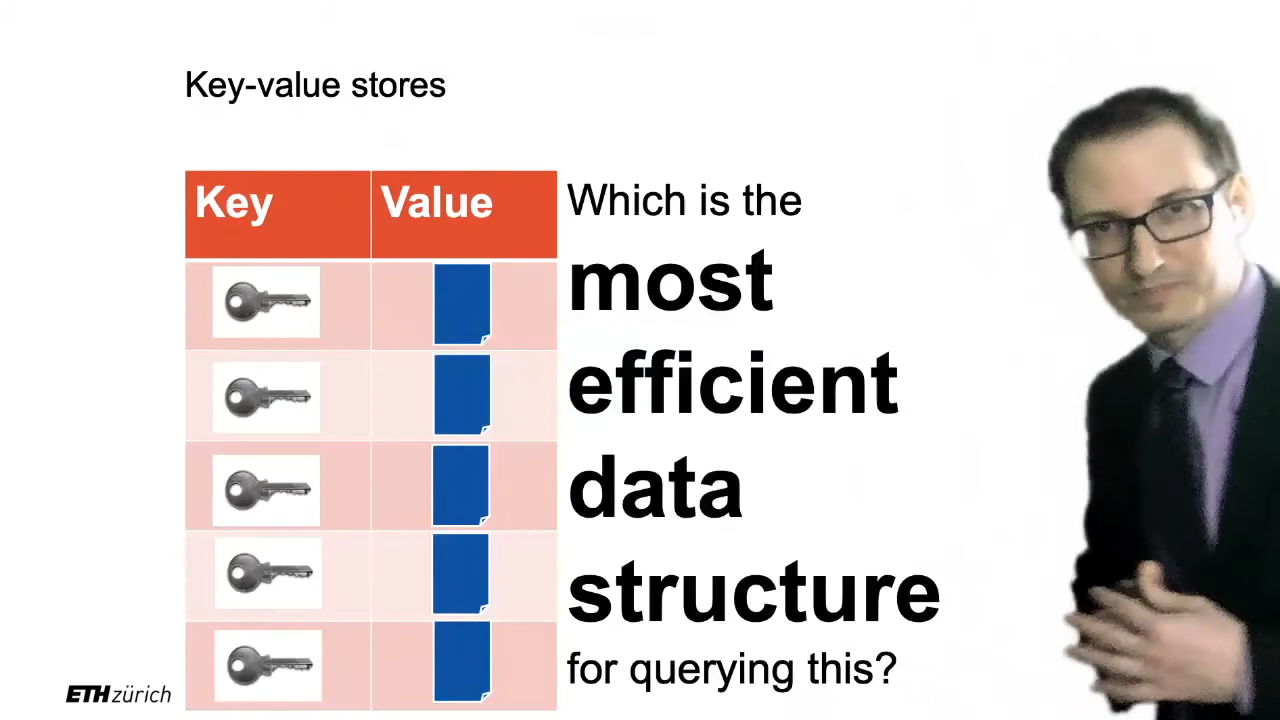 Key-value stores
Key Value
Which is the
most
efficient
data
structure
for querying this?
ETH zürich